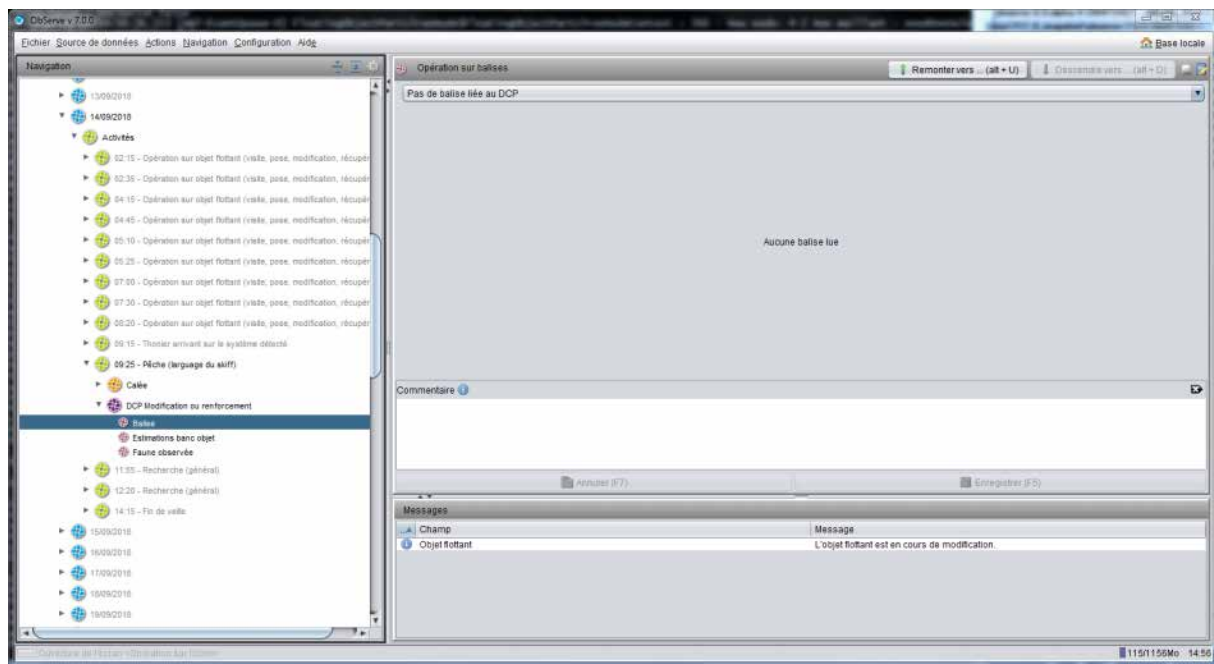 ObServe v 7.0.0
Fichier Source de données Actions Navigation Configuration Aide
Base locale
Navigation
13/09/2018
14/09/2018
Activités
02:15 - Opération sur objet flottant (visite, pose, modification, récupér
02:35 - Opération sur objet flottant (visite, pose, modification, récupér
04:15 - Opération sur objet flottant (visite, pose, modification, récupér
04:45 - Opération sur objet flottant (visite, pose, modification, récupér
05:10 - Opération sur objet flottant (visite, pose, modification, récupér
05:25 - Opération sur objet flottant (visite, pose, modification, récupér
07:00 - Opération sur objet flottant (visite, pose, modification, récupér
07:30 - Opération sur objet flottant (visite, pose, modification, récupér
08:20 - Opération sur objet flottant (visite, pose, modification, récupér
09:15 - Thonier arrivant sur le système détecté
09:25 - Pêche (larguage du skiff)
Calée
DCP Modification ou renforcement
Balise
Estimations banc objet
Faune observée
11:55 - Recherche (général)
12:20 - Recherche (général)
14:15 - Fin de veille
15/09/2018
16/09/2018
17/09/2018
18/09/2018
19/09/2018
Opération sur balises
Remonter vers ... (alt + U)
Descendre vers ... (alt + D)
Pas de balise liée au DCP
Aucune balise lue
Commentaire
Annuler (F7)
Enregistrer (F5)
Messages
Champ Message
Objet flottant L'objet flottant est en cours de modification.
115/1156Mo 14:56